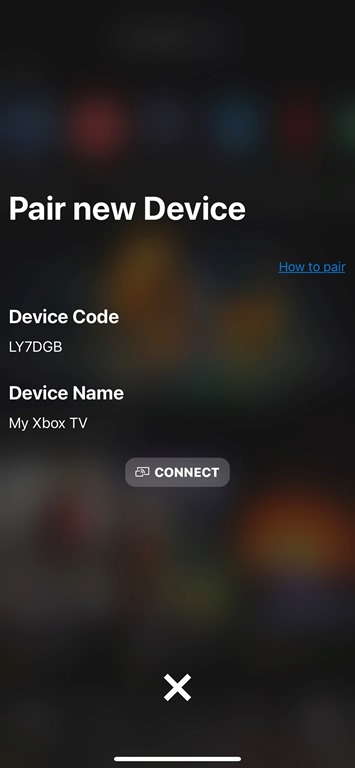 Pair new Device
How to pair
Device Code
LY7DGB
Device Name
My Xbox TV
CONNECT